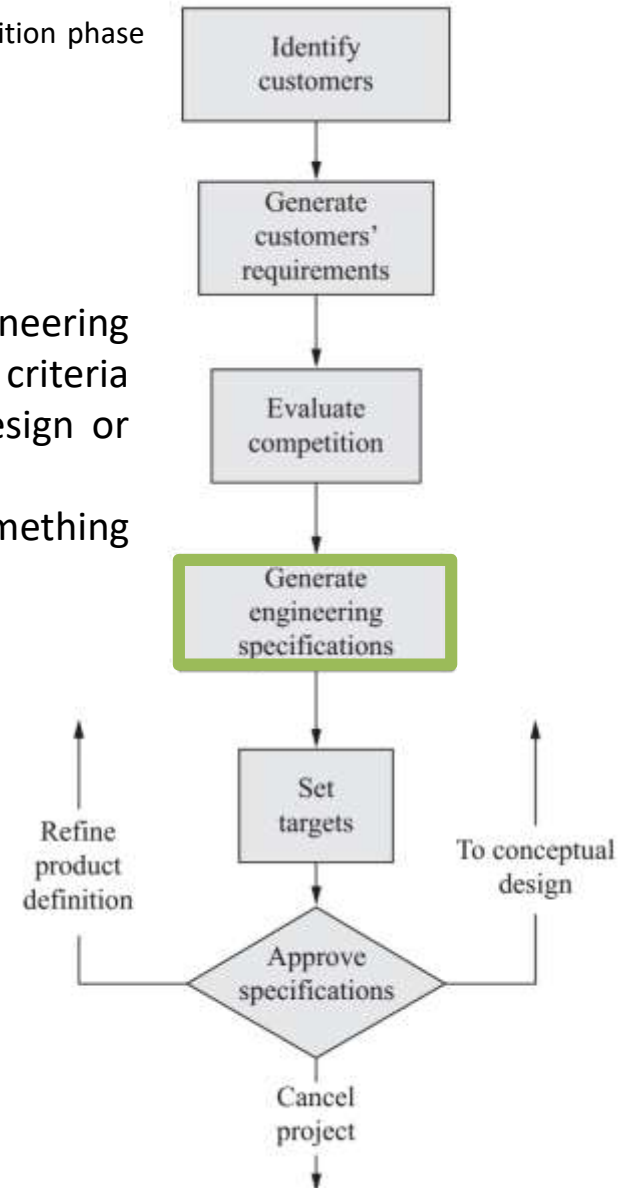 ition phase
Identify
customers
Generate
customers’
requirements
neering
criteria
esign or
Evaluate
competition
mething
Generate
engineering
specifications
Set
targets
Refine
product
definition
To conceptual
design
Approve
specifications
Cancel
project